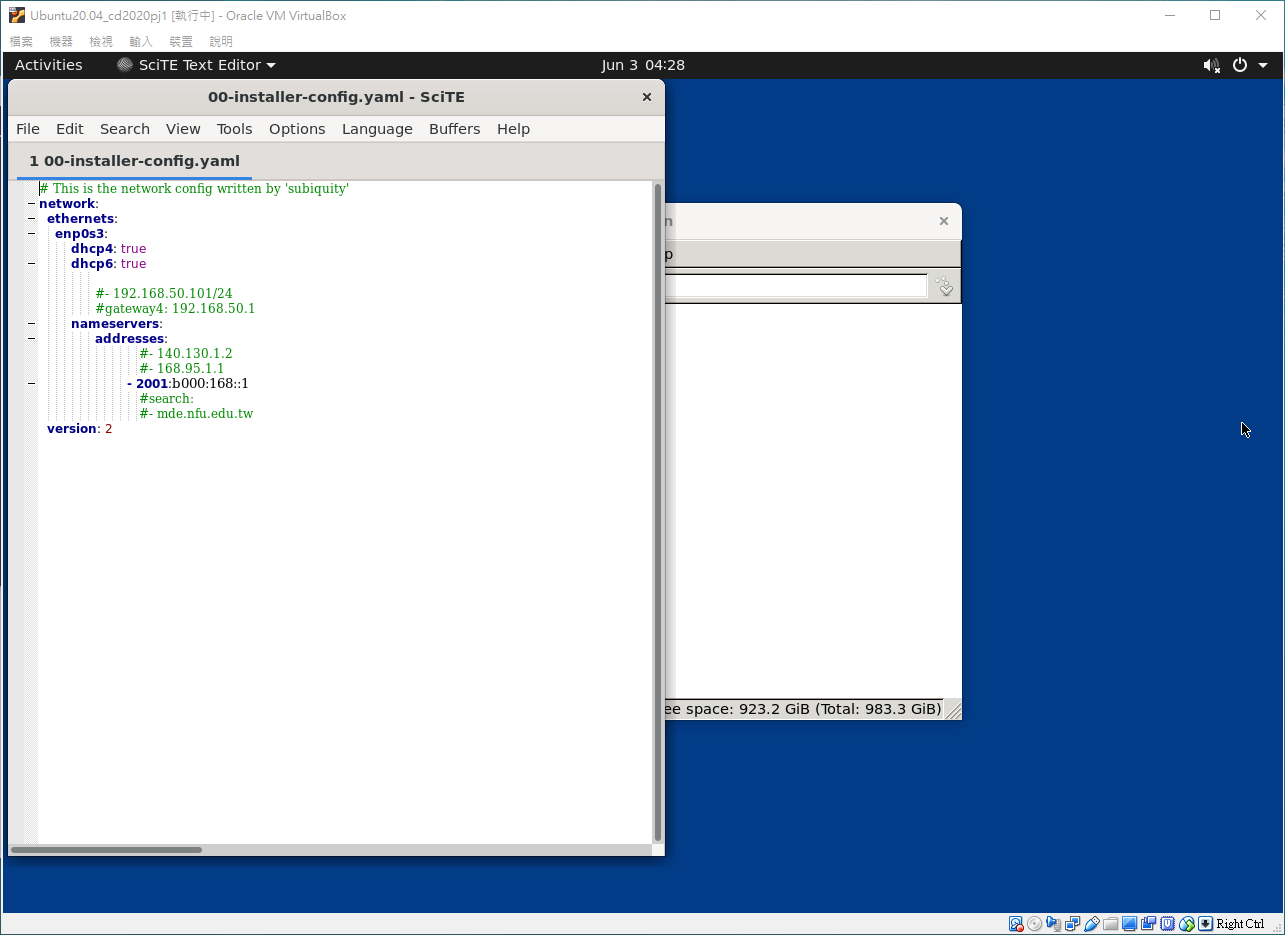 Ubuntu20.04_cd2020pj1 [執行中] - Oracle VM VirtualBox
檔案 機器 檢視 輸入 裝置 說明
Activities SciTE Text Editor Jun 3 04:28
00-installer-config.yaml - SciTE
File Edit Search View Tools Options Language Buffers Help
1 00-installer-config.yaml
# This is the network config written by 'subiquity'
network:
ethernets:
enp0s3:
dhcp4: true
dhcp6: true
#- 192.168.50.101/24
#gateway4: 192.168.50.1
nameservers:
addresses:
#- 140.130.1.2
#- 168.95.1.1
- 2001:b000:168::1
#search:
#- mde.nfu.edu.tw
version: 2
n
p
ee space: 923.2 GiB (Total: 983.3 GiB)
Right Ctrl